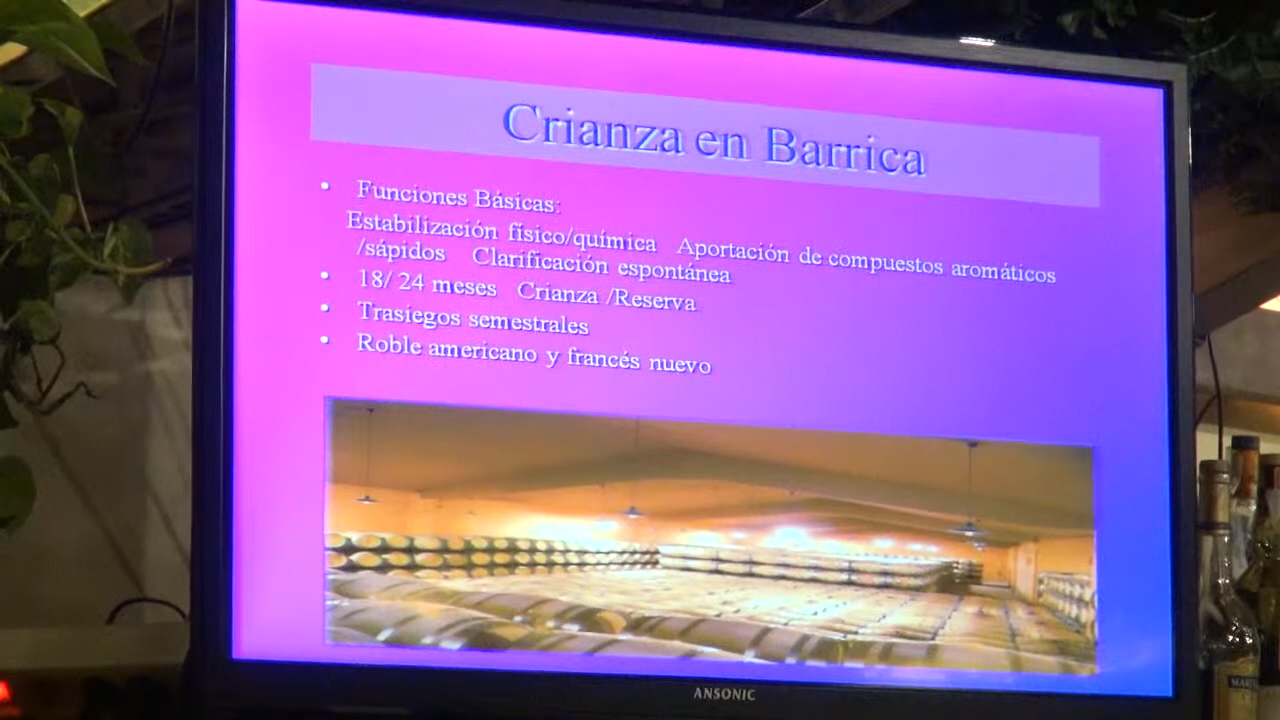 Crianza en Barrica
• Funciones Básicas:
Estabilización físico/química Aportación de compuestos aromáticos
/sápidos Clarificación espontánea
• 18/ 24 meses Crianza /Reserva
• Trasiegos semestrales
• Roble americano y francés nuevo
ANSONIC